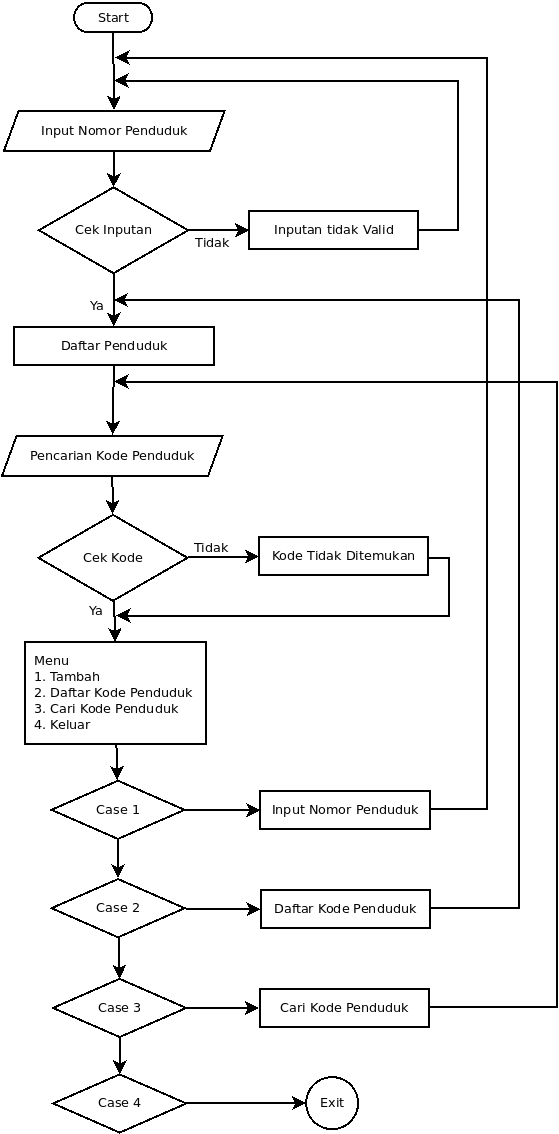 Start
Input Nomor Penduduk
Cek Inputan
Tidak
Inputan tidak Valid
Ya
Daftar Penduduk
Pencarian Kode Penduduk
Cek Kode
Tidak
Kode Tidak Ditemukan
Ya
Menu
1. Tambah
2. Daftar Kode Penduduk
3. Cari Kode Penduduk
4. Keluar
Case 1
Input Nomor Penduduk
Case 2
Daftar Kode Penduduk
Case 3
Cari Kode Penduduk
Case 4
Exit